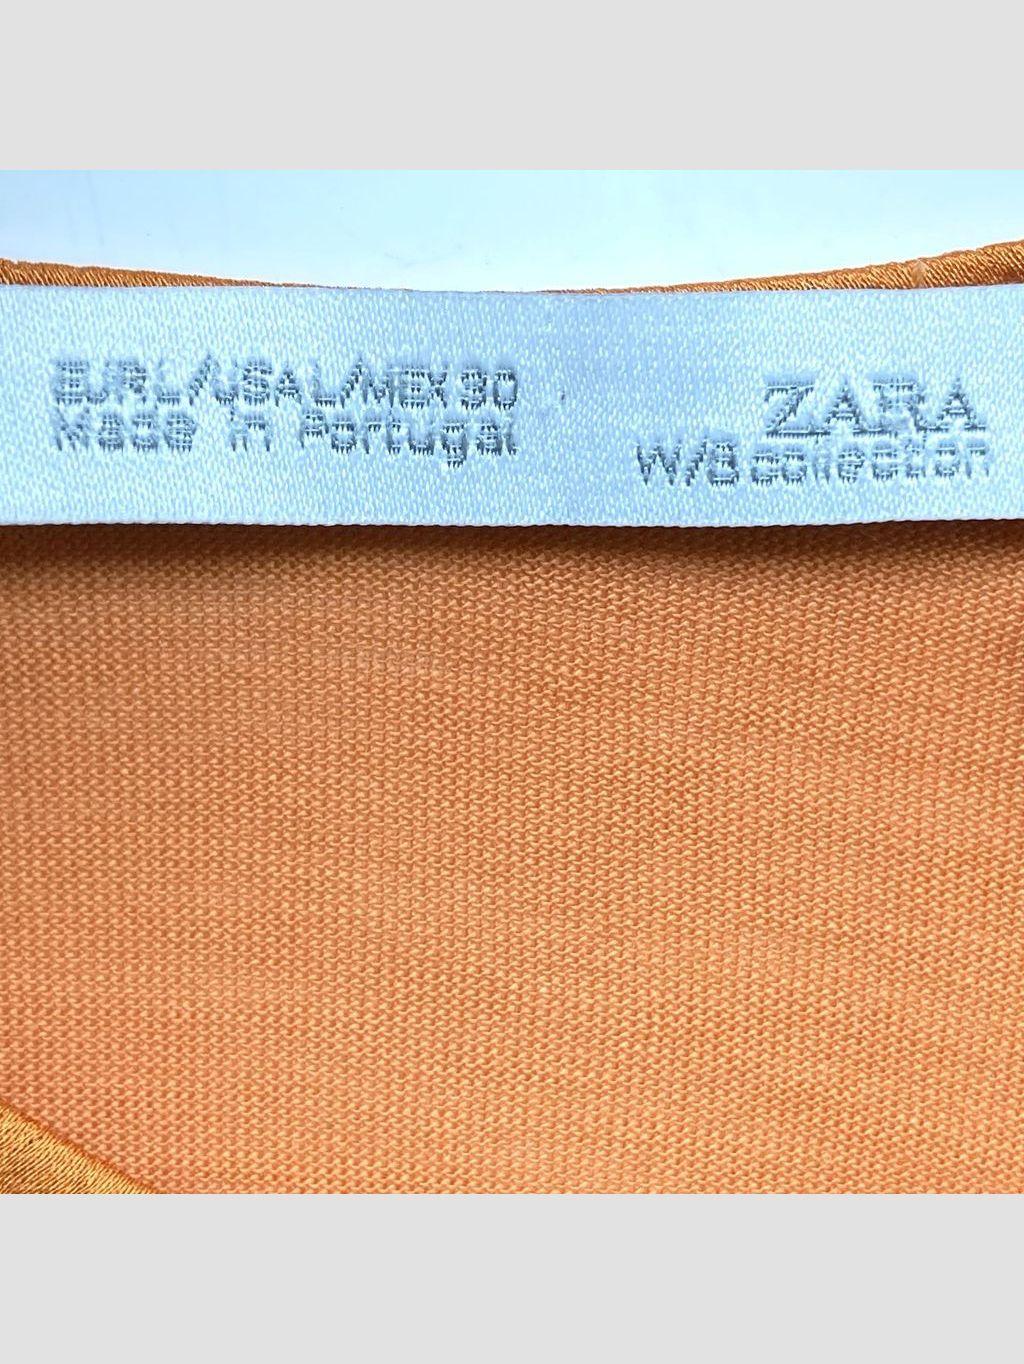 EUR L/USA L/MEX 30
Made in Portugal
ZARA
W/B collection